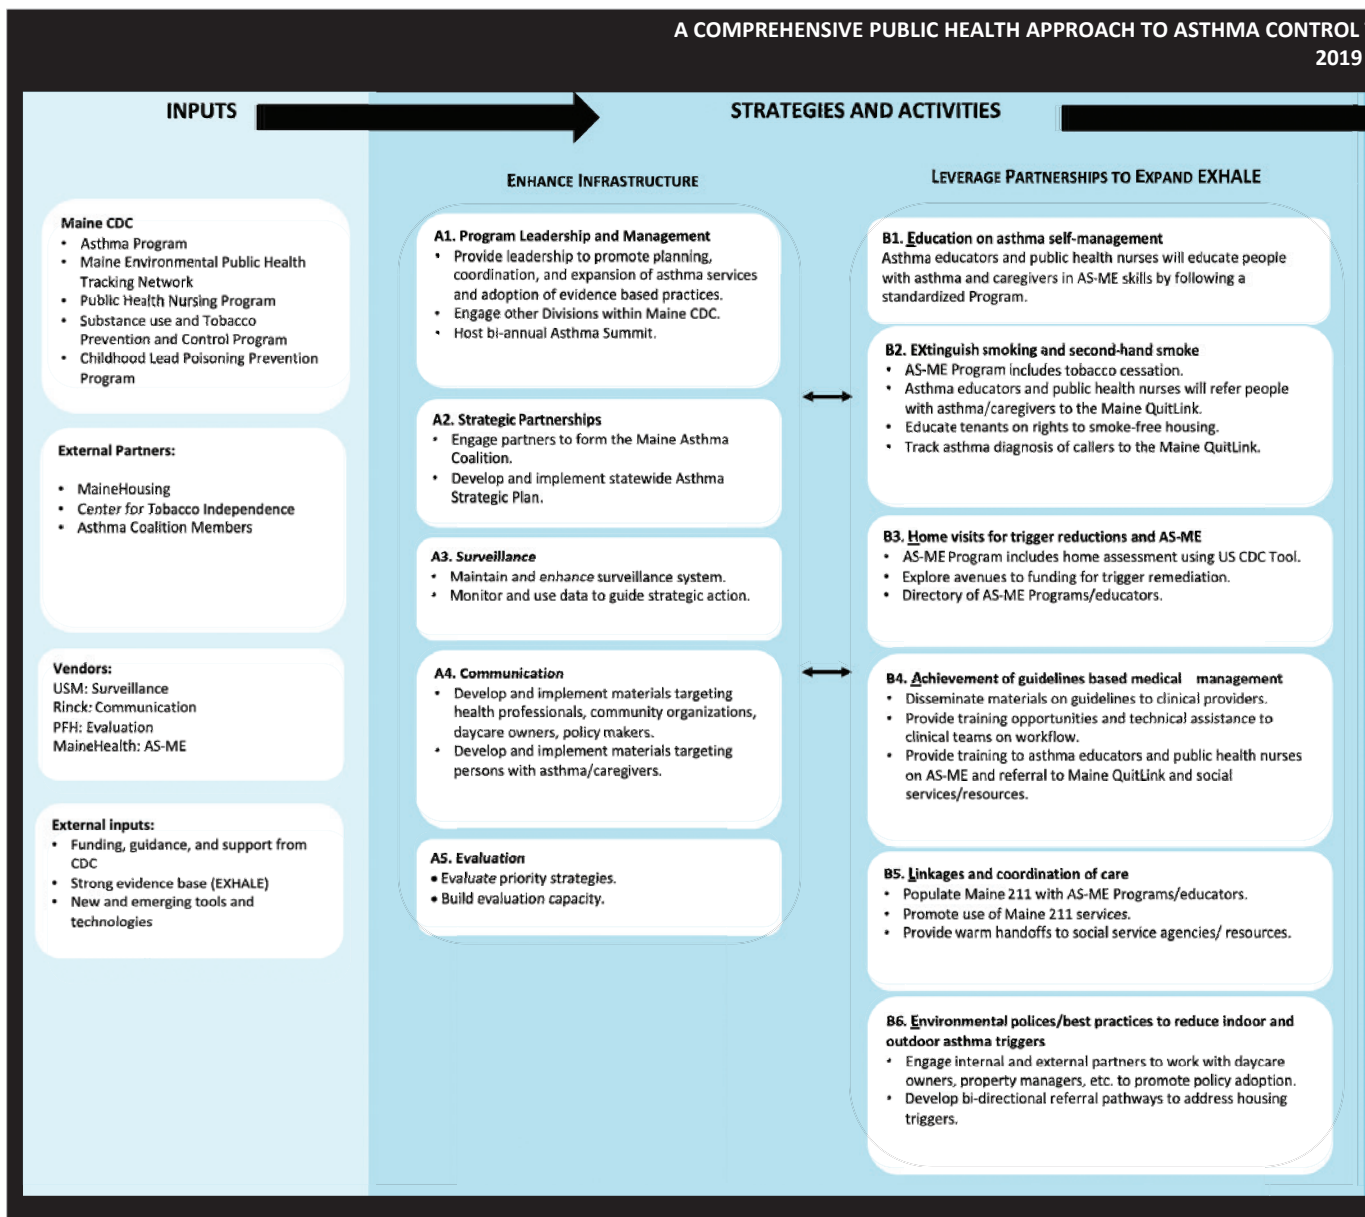 A COMPREHENSIVE PUBLIC HEALTH APPROACH TO ASTHMA CONTROL
2019
INPUTS
STRATEGIES AND ACTIVITIES
ENHANCE INFRASTRUCTURE
LEVERAGE PARTNERSHIPS TO EXPAND EXHALE
Maine CDC
• Asthma Program
• Maine Environmental Public Health
Tracking Network
• Public Health Nursing Program
• Substance use and Tobacco
Prevention and Control Program
• Childhood Lead Poisoning Prevention
Program
External Partners:
• MaineHousing
• Center for Tobacco Independence
• Asthma Coalition Members
Vendors:
USM: Surveillance
Rinck: Communication
PFH: Evaluation
MaineHealth: AS-ME
External inputs:
• Funding, guidance, and support from
CDC
• Strong evidence base (EXHALE)
• New and emerging tools and
technologies
A1. Program Leadership and Management
• Provide leadership to promote planning,
coordination, and expansion of asthma services
and adoption of evidence based practices.
• Engage other Divisions within Maine CDC.
• Host bi-annual Asthma Summit.
A2. Strategic Partnerships
• Engage partners to form the Maine Asthma
Coalition.
• Develop and implement statewide Asthma
Strategic Plan.
A3. Surveillance
• Maintain and enhance surveillance system.
• Monitor and use data to guide strategic action.
A4. Communication
• Develop and implement materials targeting
health professionals, community organizations,
daycare owners, policy makers.
• Develop and implement materials targeting
persons with asthma/caregivers.
A5. Evaluation
• Evaluate priority strategies.
• Build evaluation capacity.
B1. Education on asthma self-management
Asthma educators and public health nurses will educate people
with asthma and caregivers in AS-ME skills by following a
standardized Program.
B2. EXtinguish smoking and second-hand smoke
• AS-ME Program includes tobacco cessation.
• Asthma educators and public health nurses will refer people
with asthma/caregivers to the Maine QuitLink.
• Educate tenants on rights to smoke-free housing.
• Track asthma diagnosis of callers to the Maine QuitLink.
B3. Home visits for trigger reductions and AS-ME
• AS-ME Program includes home assessment using US CDC Tool.
• Explore avenues to funding for trigger remediation.
• Directory of AS-ME Programs/educators.
B4. Achievement of guidelines based medical management
• Disseminate materials on guidelines to clinical providers.
• Provide training opportunities and technical assistance to
clinical teams on workflow.
• Provide training to asthma educators and public health nurses
on AS-ME and referral to Maine QuitLink and social
services/resources.
B5. Linkages and coordination of care
• Populate Maine 211 with AS-ME Programs/educators.
• Promote use of Maine 211 services.
• Provide warm handoffs to social service agencies/ resources.
B6. Environmental polices/best practices to reduce indoor and
outdoor asthma triggers
• Engage internal and external partners to work with daycare
owners, property managers, etc. to promote policy adoption.
• Develop bi-directional referral pathways to address housing
triggers.